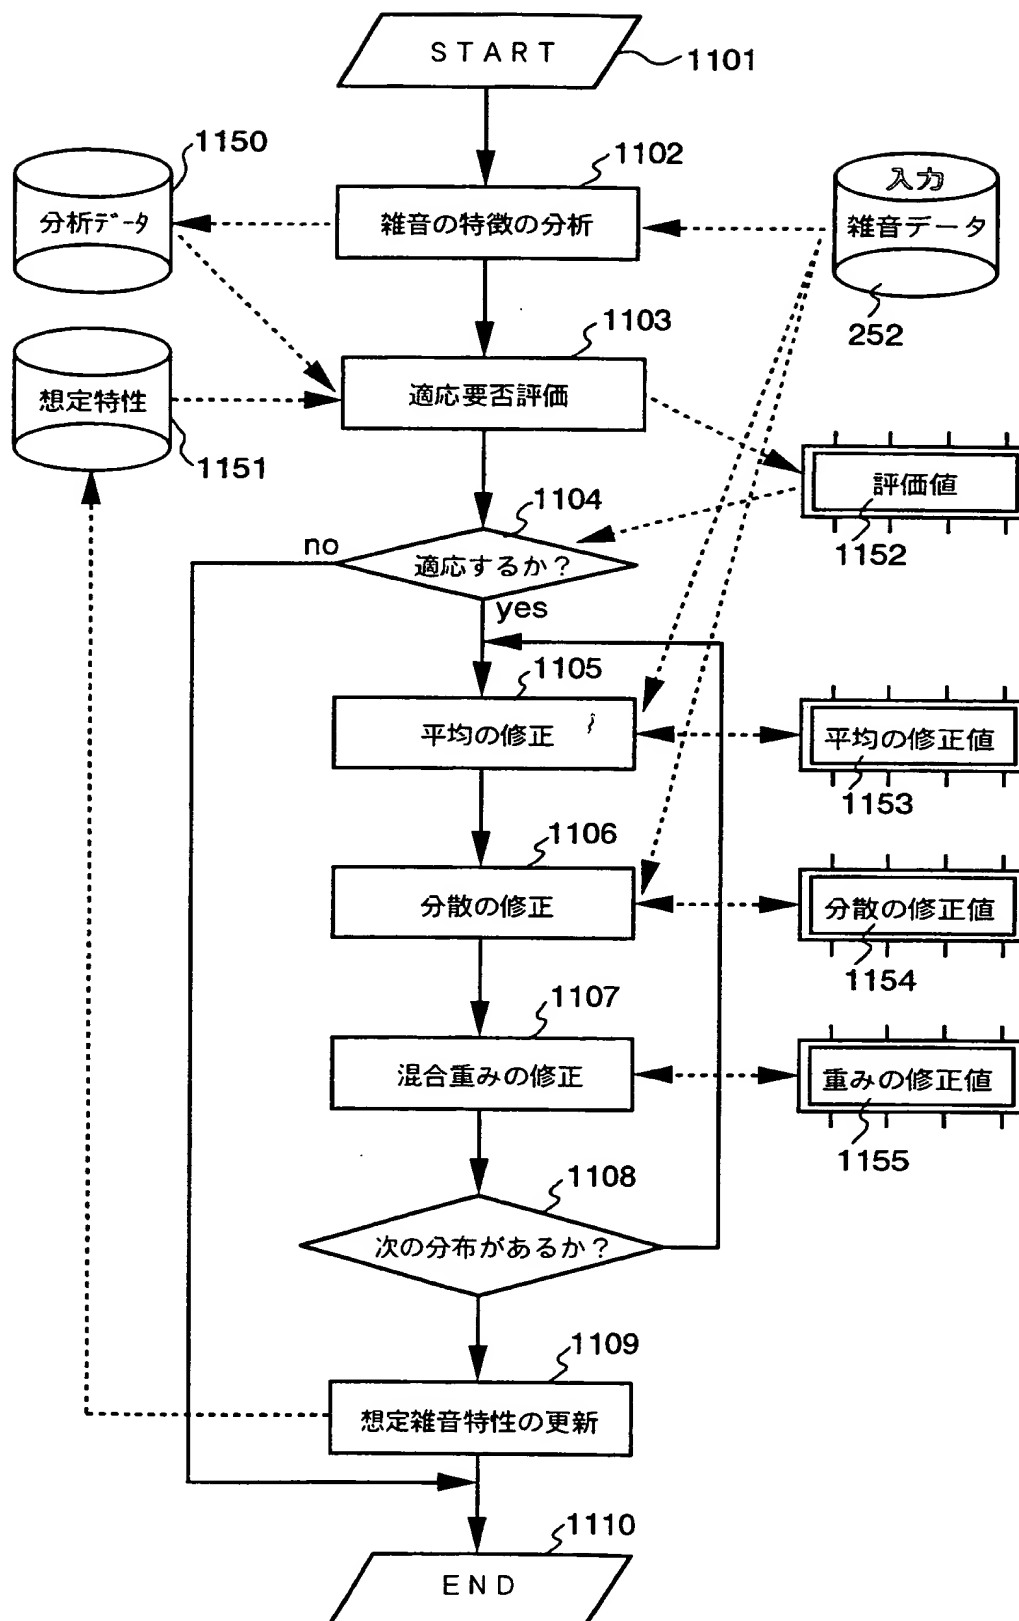 START
1101
1150
1102
入力
分析データ
雑音の特徴の分析
雑音データ
1103
252
想定特性
適応要否評価
1151
評価値
1104
no
適応するか?
1152
yes
1105
平均の修正
平均の修正値
1153
1106
分散の修正
分散の修正値
1154
1107
混合重みの修正
重みの修正値
1155
1108
次の分布があるか?
1109
想定雑音特性の更新
1110
END